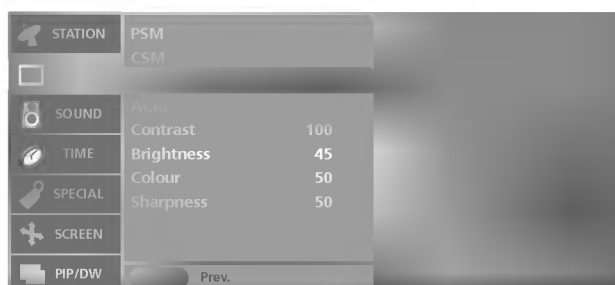 STATION
SOUND
TIME
SPECIAL
SCREEN
PIP/DW
PSM
CSM
ACM
Contrast 100
Brightness 45
Colour 50
Sharpness 50
Prev.